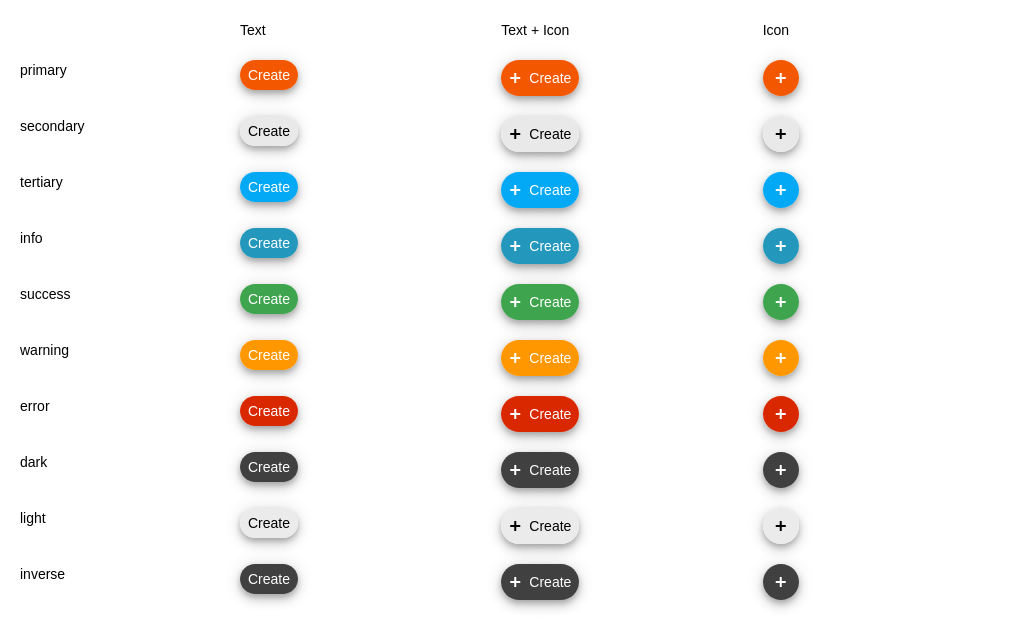 Text Text + Icon Icon
primary Create + Create +
secondary Create + Create +
tertiary Create + Create +
info Create + Create +
success Create + Create +
warning Create + Create +
error Create + Create +
dark Create + Create +
light Create + Create +
inverse Create + Create +